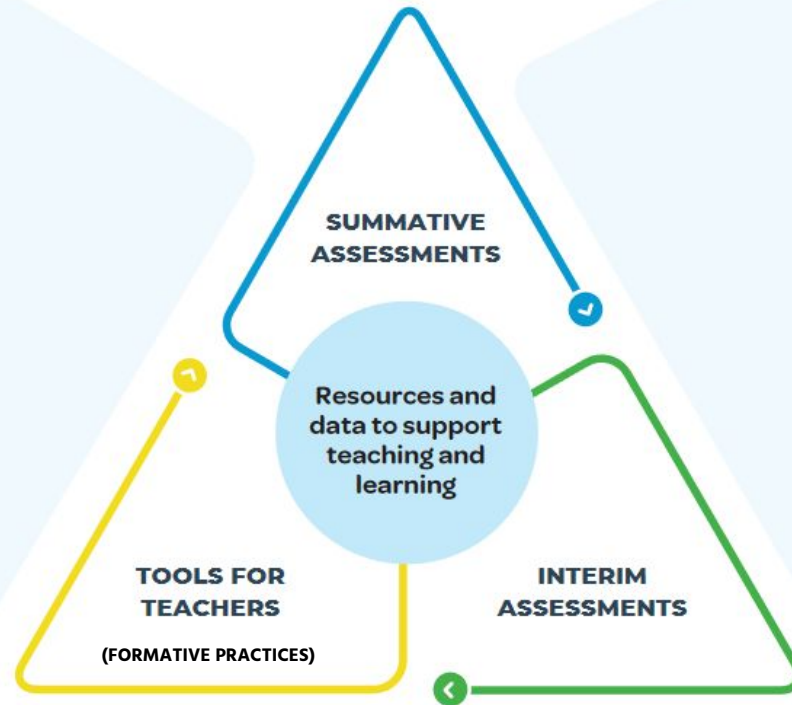 SUMMATIVE
ASSESSMENTS
Resources and
data to support
teaching and
learning
TOOLS FOR
TEACHERS
(FORMATIVE PRACTICES)
INTERIM
ASSESSMENTS